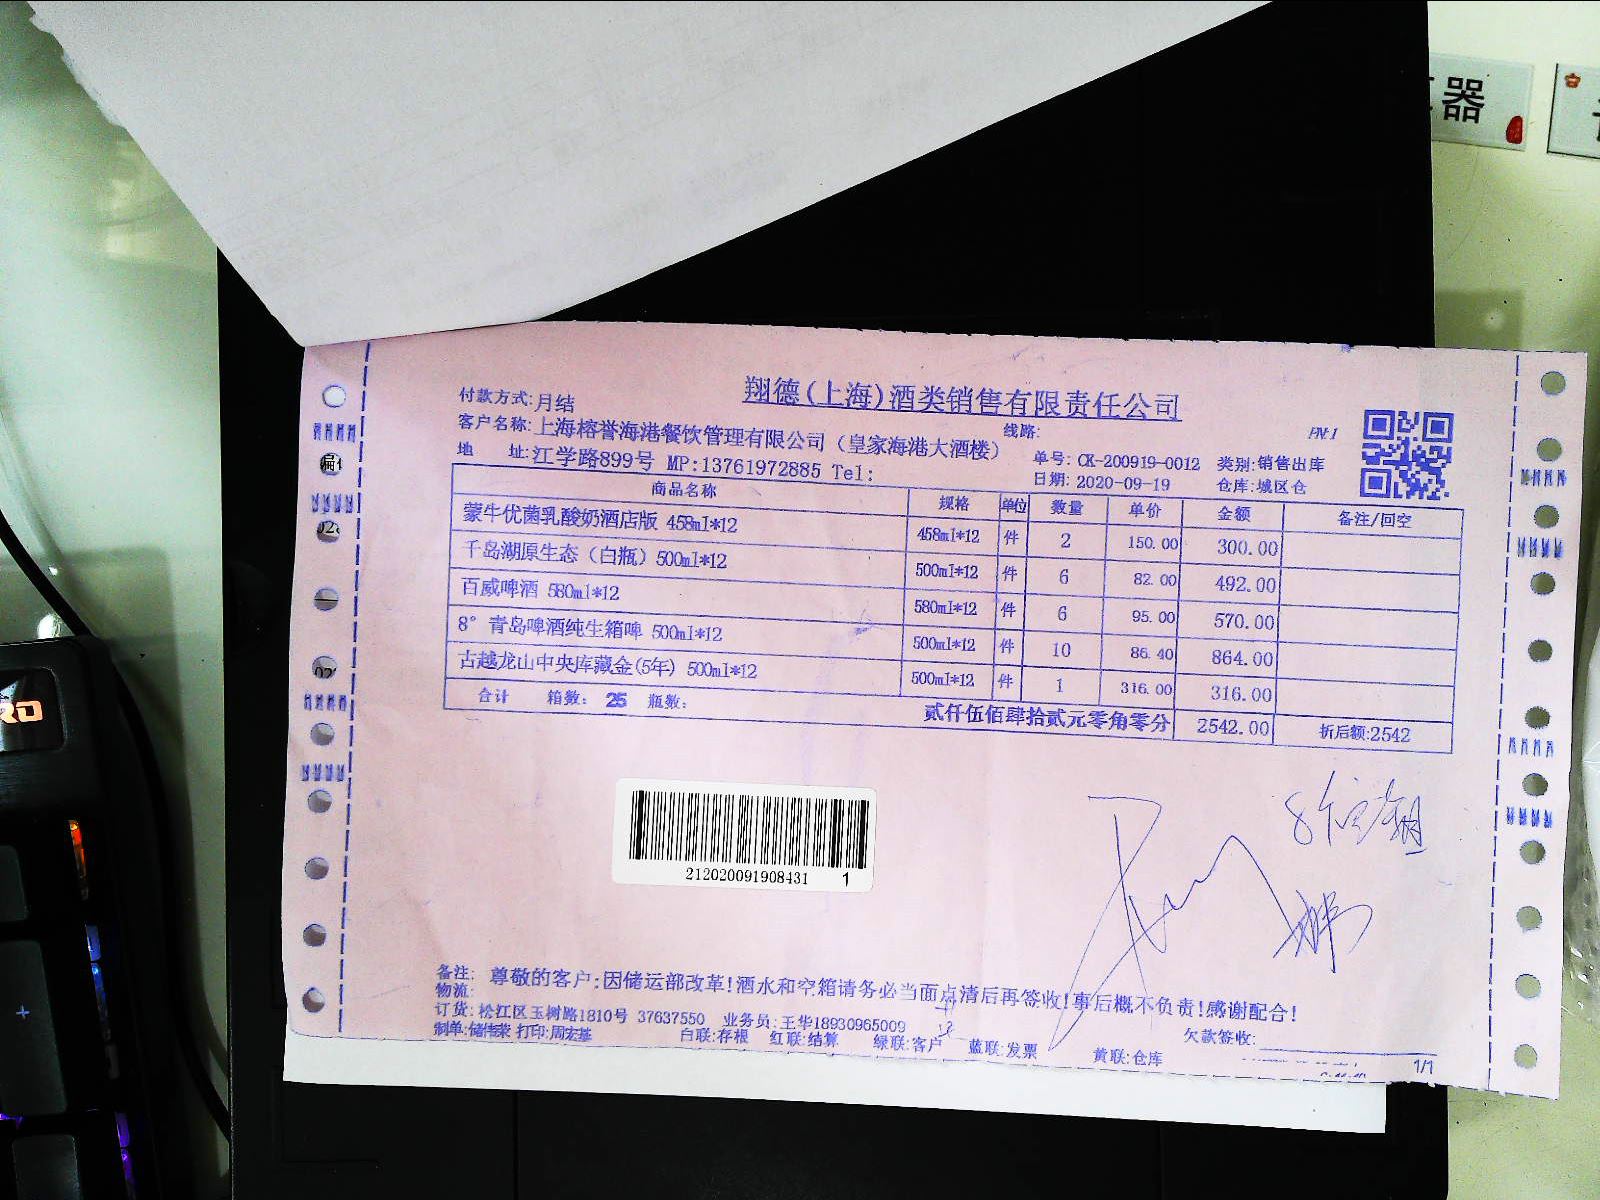 器
RO
翔德(上海)酒类销售有限责任公司
付款方式:月结
线路:
PN:1
客户名称:上海榕誉海港餐饮管理有限公司（皇家海港大酒楼）
单号: CK-200919-0012 类别:销售出库
地 址:江学路899号 MP:13761972885 Tel:
日期: 2020-09-19 仓库:城区仓
商品名称 规格 单位 数量 单价 金额 备注/回空
蒙牛优菌乳酸奶酒店版 458ml*12 458ml*12 件 2 150.00 300.00
千岛湖原生态（白瓶）500ml*12 500ml*12 件 6 82.00 492.00
百威啤酒 580ml*12 580ml*12 件 6 95.00 570.00
8°青岛啤酒纯生箱啤 500ml*12 500ml*12 件 10 86.40 864.00
古越龙山中央库藏金(5年) 500ml*12 500ml*12 件 1 316.00 316.00
合计 箱数: 25 瓶数: 贰仟伍佰肆拾贰元零角零分 2542.00 折后额:2542
212020091908431 1
备注: 尊敬的客户:因储运部改革!酒水和空箱请务必当面点清后再签收!事后概不负责!感谢配合!
物流:
订货: 松江区玉树路1810号 37637550 业务员:王华18930965009
欠款签收:
制单:储伟荣 打印:周宏基 白联:存根 红联:结算 绿联:客户 蓝联:发票 黄联:仓库
1/1